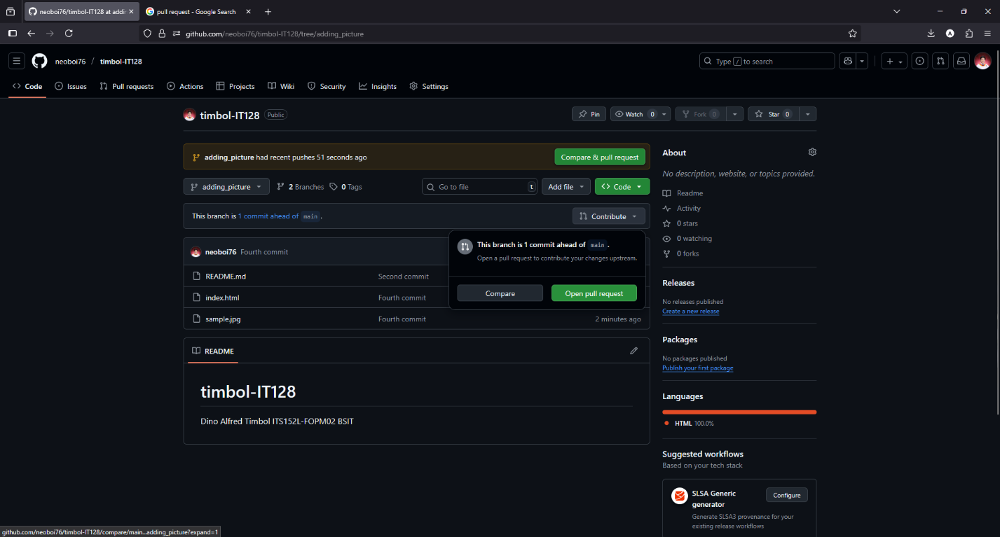 neoboi76/timbol-IT128 at addin
pull request - Google Search
github.com/neoboi76/timbol-IT128/tree/adding_picture
A
neoboi76 / timbol-IT128
Type / to search
Code
Issues
Pull requests
Actions
Projects
Wiki
Security
Insights
Settings
timbol-IT128 Public
Pin
Watch 0
Fork 0
Star 0
adding_picture had recent pushes 51 seconds ago
Compare & pull request
adding_picture
2 Branches
0 Tags
Go to file t
Add file
Code
This branch is 1 commit ahead of main .
Contribute
This branch is 1 commit ahead of main .
Open a pull request to contribute your changes upstream.
Compare
Open pull request
neoboi76 Fourth commit
README.md Second commit
index.html Fourth commit
sample.jpg Fourth commit 2 minutes ago
README
timbol-IT128
Dino Alfred Timbol ITS152L-FOPM02 BSIT
About
No description, website, or topics provided.
Readme
Activity
0 stars
0 watching
0 forks
Releases
No releases published
Create a new release
Packages
No packages published
Publish your first package
Languages
HTML 100.0%
Suggested workflows
Based on your tech stack
SLSA Generic
generator
Configure
Generate SLSA3 provenance for your
existing release workflows
github.com/neoboi76/timbol-IT128/compare/main...adding_picture?expand=1